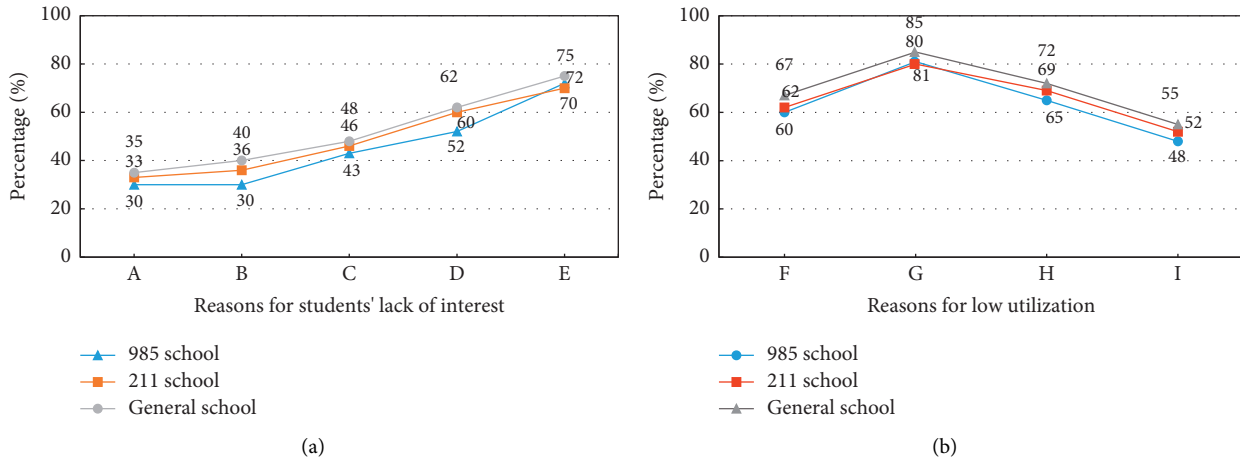 100
80
60
40
20
0
Percentage (%)
35
33
30
40
36
30
48
46
43
62
60
52
75
72
70
A B C D E
Reasons for students' lack of interest
985 school
211 school
General school
(a)
100
80
60
40
20
0
Percentage (%)
67
62
60
85
80
81
72
69
65
55
52
48
F G H I
Reasons for low utilization
985 school
211 school
General school
(b)